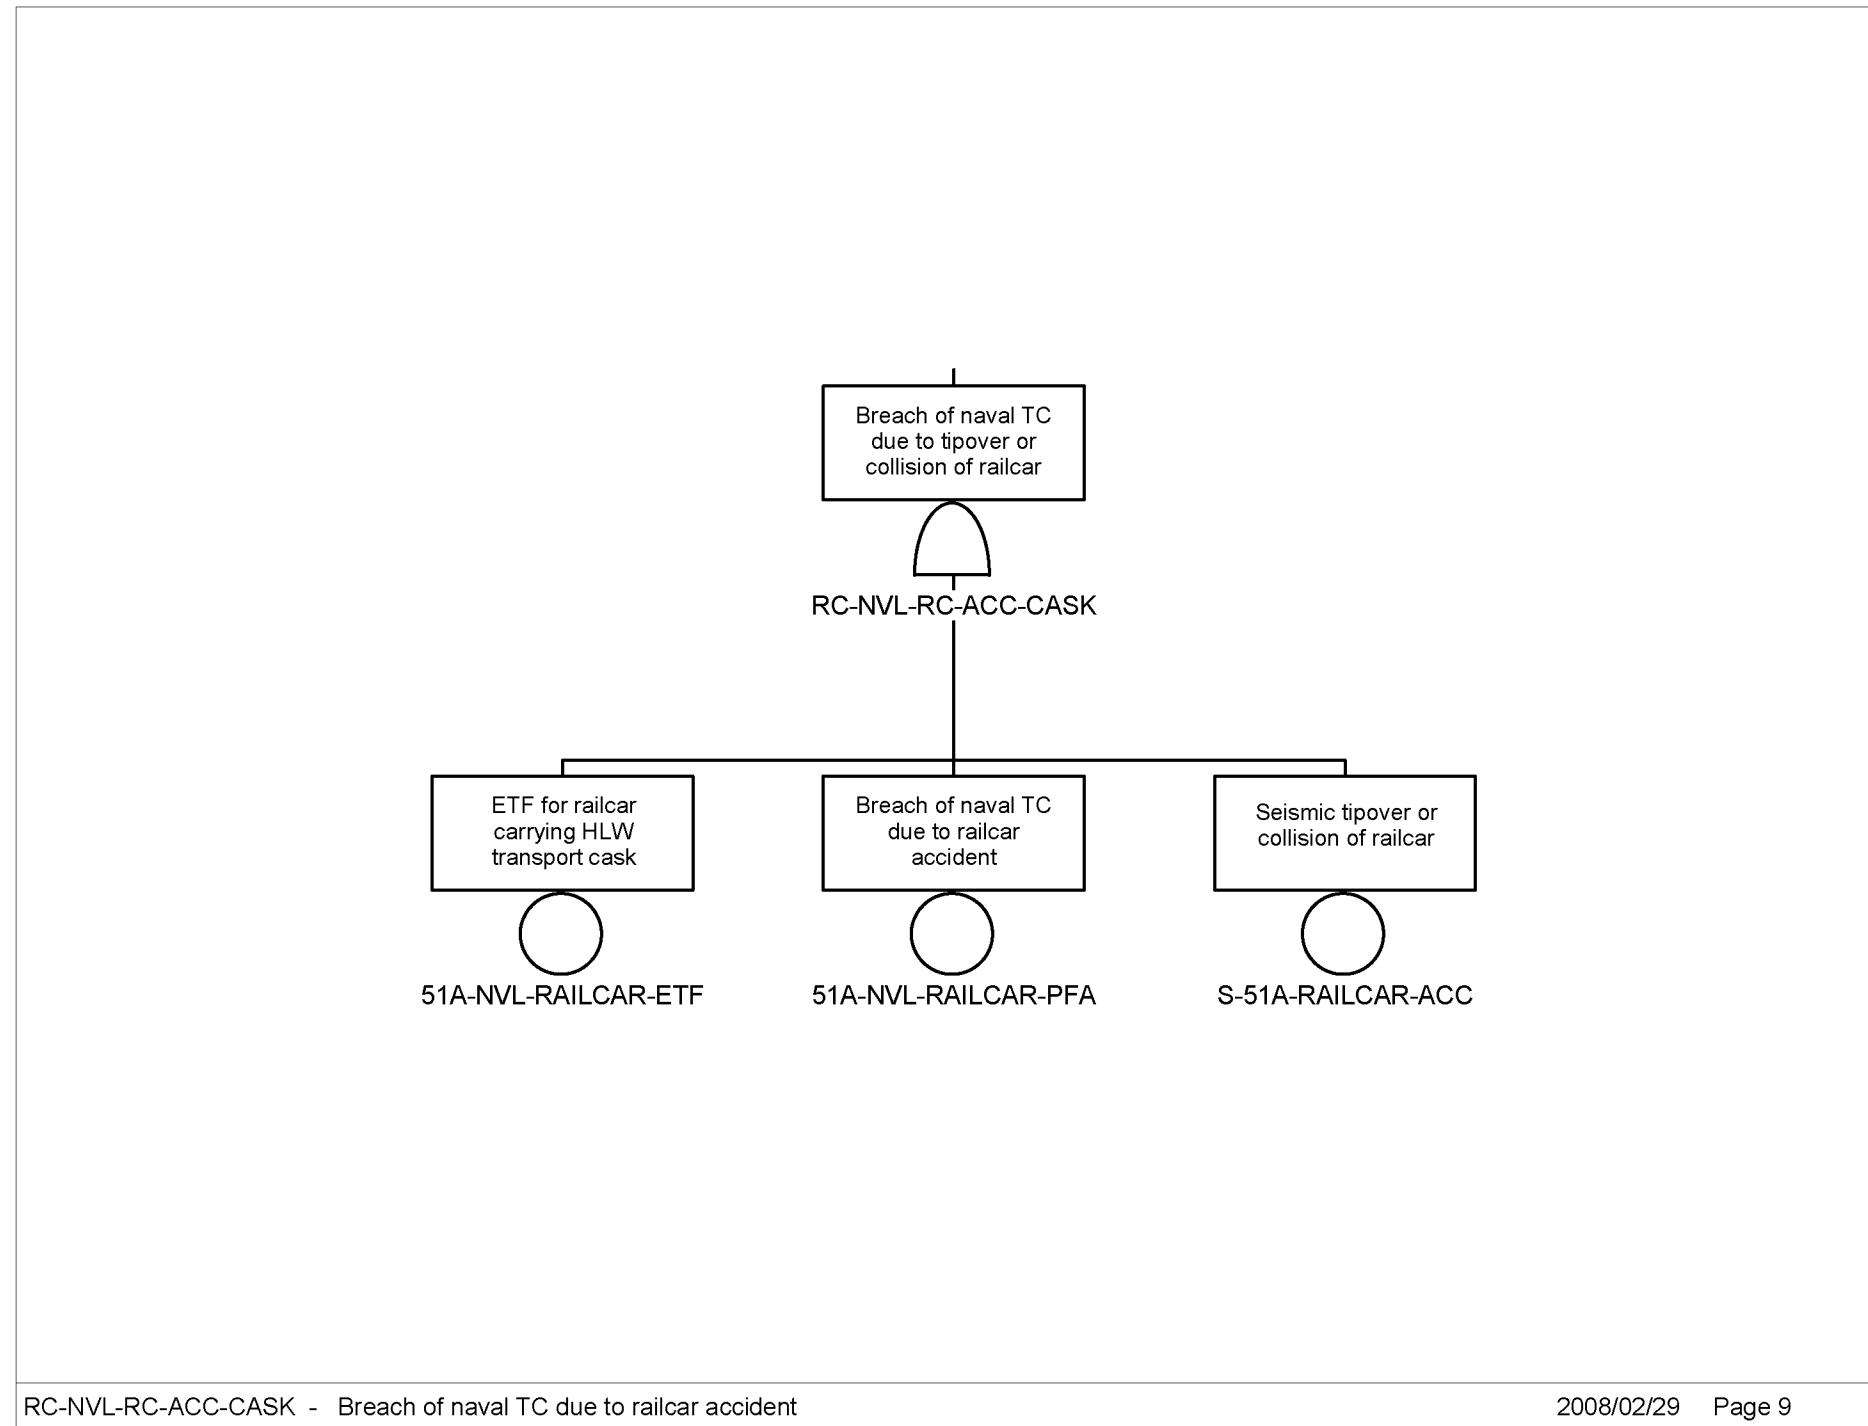 Breach of naval TC
due to tipover or
collision of railcar
RC-NVL-RC-ACC-CASK
ETF for railcar
carrying HLW
transport cask
51A-NVL-RAILCAR-ETF
Breach of naval TC
due to railcar
accident
51A-NVL-RAILCAR-PFA
Seismic tipover or
collision of railcar
S-51A-RAILCAR-ACC
RC-NVL-RC-ACC-CASK - Breach of naval TC due to railcar accident
2008/02/29 Page 9